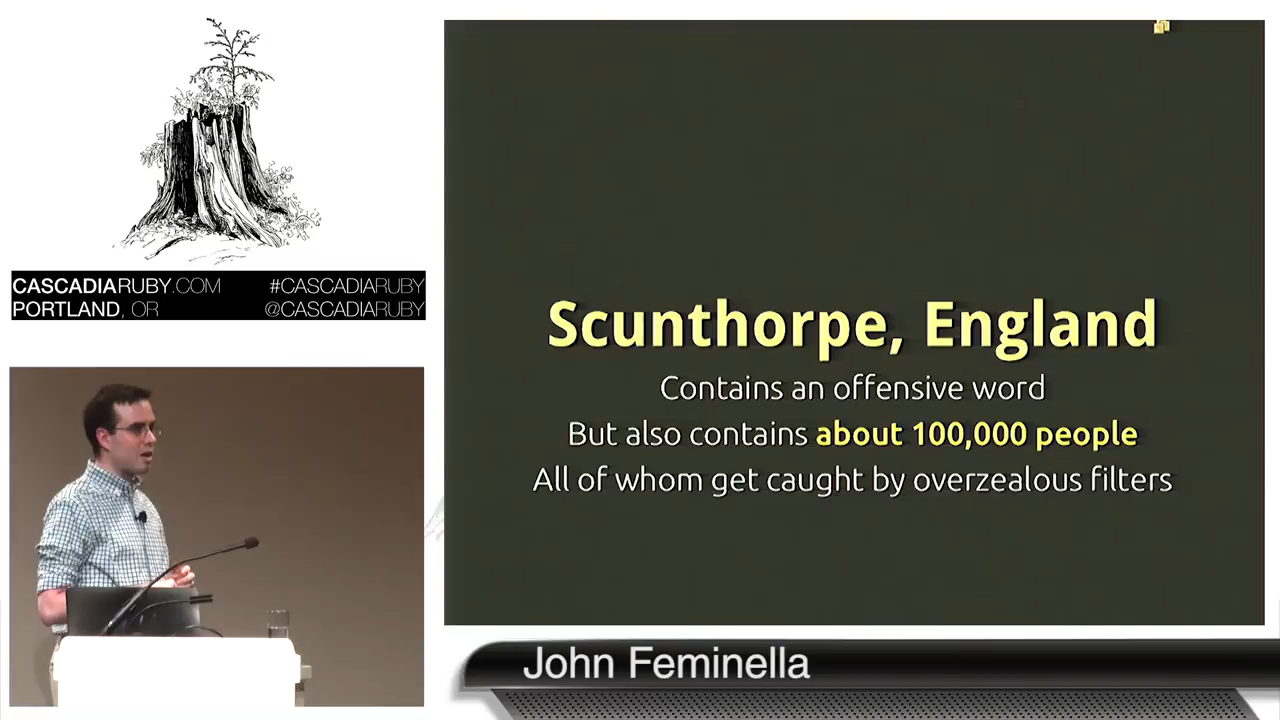 CASCADIARUBY.COM #CASCADIARUBY
PORTLAND, OR @CASCADIARUBY
Scunthorpe, England
Contains an offensive word
But also contains about 100,000 people
All of whom get caught by overzealous filters
John Feminella